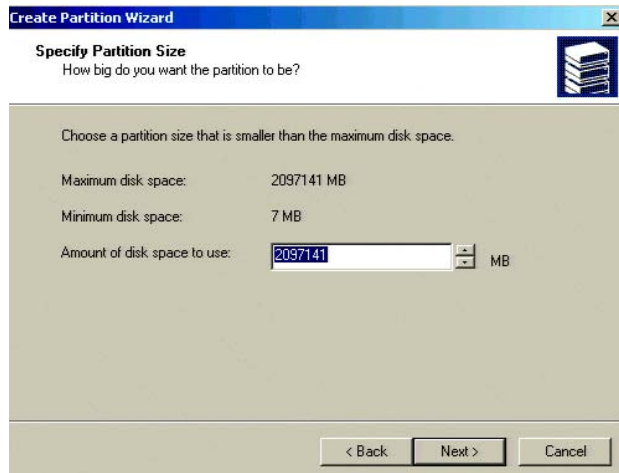 Create Partition Wizard
Specify Partition Size
How big do you want the partition to be?
Choose a partition size that is smaller than the maximum disk space.
Maximum disk space: 2097141 MB
Minimum disk space: 7 MB
Amount of disk space to use: 2097141 MB
< Back Next > Cancel